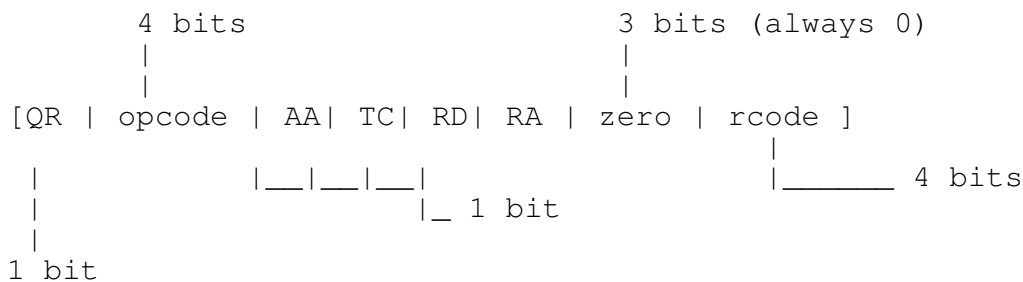 4 bits 3 bits (always 0)
[QR | opcode | AA| TC| RD| RA | zero | rcode ]
4 bits
1 bit
1 bit